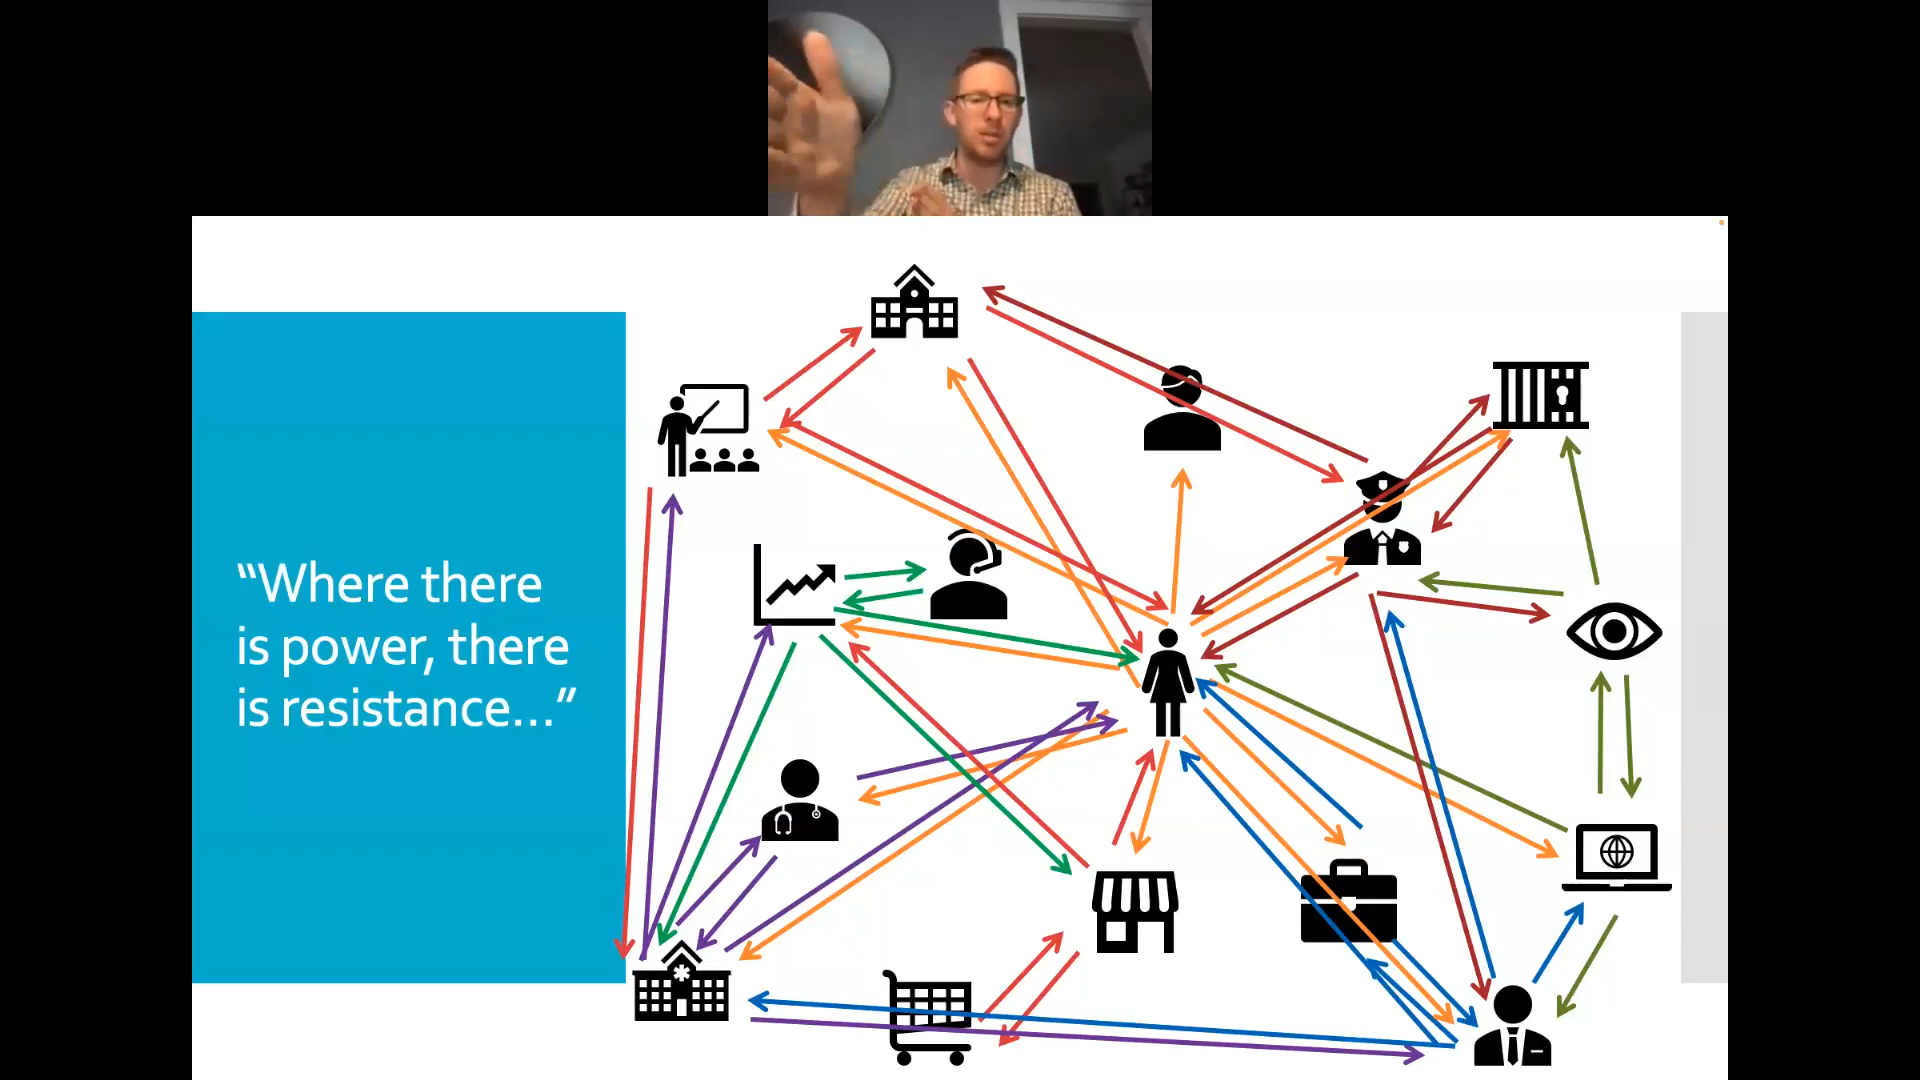 “Where there
is power, there
is resistance...”